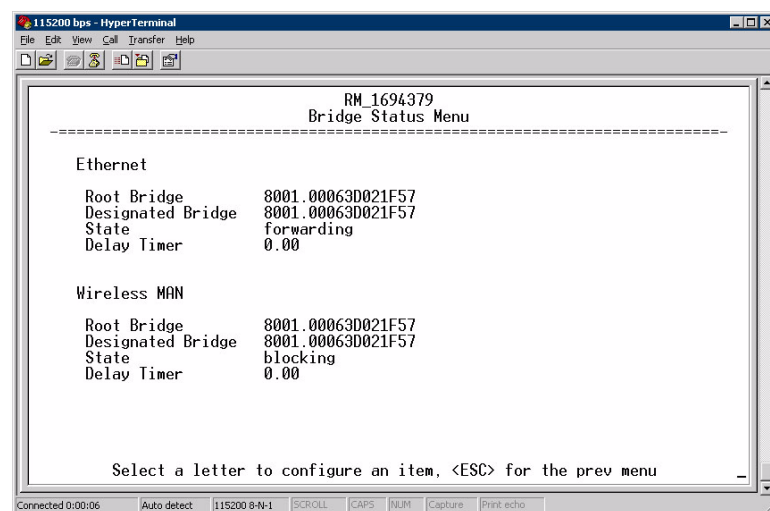 115200 bps - HyperTerminal
File Edit View Call Transfer Help
RM_1694379
Bridge Status Menu
-==========================================================================-
Ethernet
Root Bridge 8001.00063D021F57
Designated Bridge 8001.00063D021F57
State forwarding
Delay Timer 0.00
Wireless MAN
Root Bridge 8001.00063D021F57
Designated Bridge 8001.00063D021F57
State blocking
Delay Timer 0.00
Select a letter to configure an item, <ESC> for the prev menu _
Connected 0:00:06 Auto detect 115200 8-N-1 SCROLL CAPS NUM Capture Print echo